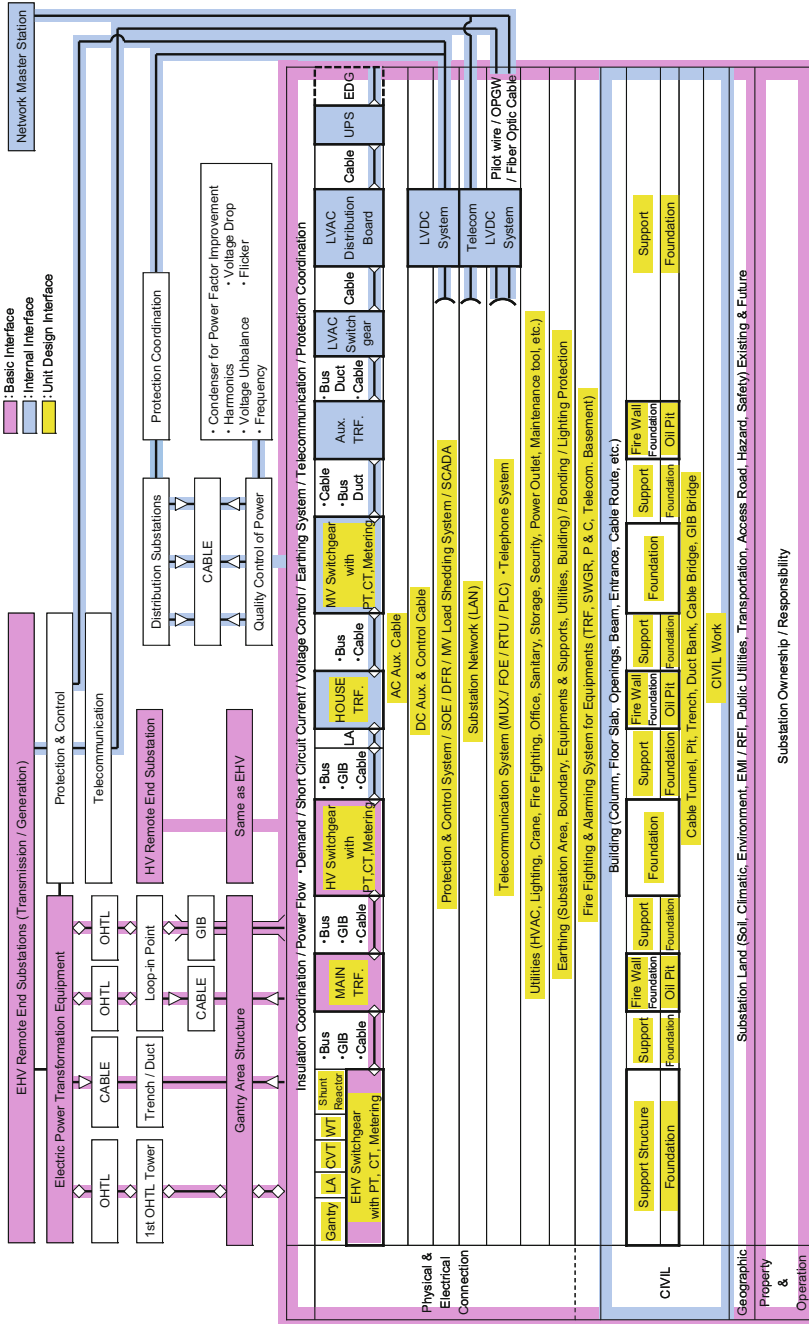 : Basic Interface
: Internal Interface
: Unit Design Interface
EHV Remote End Substations (Transmission / Generation)
Network Master Station
Electric Power Transformation Equipment
Protection & Control
Telecommunication
OHTL
CABLE
OHTL
OHTL
1st OHTL Tower
Trench / Duct
Loop-in Point
CABLE
GIB
HV Remote End Substation
Same as EHV
Gantry Area Structure
Distribution Substations
Protection Coordination
CABLE
Quality Control of Power
• Condenser for Power Factor Improvement
• Harmonics
• Voltage Drop
• Voltage Unbalance
• Flicker
• Frequency
Insulation Coordination / Power Flow • Demand / Short Circuit Current / Voltage Control / Earthing System / Telecommunication / Protection Coordination
Gantry
LA
CVT
WT
Shunt
Reactor
EHV Switchgear
with PT, CT, Metering
• Bus
• GIB
• Cable
MAIN
TRF.
• Bus
• GIB
• Cable
HV Switchgear
with
PT,CT,Metering
• Bus
• GIB
• Cable
LA
HOUSE
TRF.
• Bus
• Cable
MV Switchgear
with
PT,CT,Metering
• Cable
• Bus
Duct
Aux.
TRF.
• Bus
Duct
• Cable
LVAC
Switch
gear
Cable
LVAC
Distribution
Board
Cable
UPS
EDG
Physical &
Electrical
Connection
AC Aux. Cable
DC Aux. & Control Cable
LVDC
System
Protection & Control System / SOE / DFR / MV Load Shedding System / SCADA
Substation Network (LAN)
Telecom
LVDC
System
Pilot wire / OPGW
/ Fiber Optic Cable
Telecommunication System (MUX./ FOE / RTU / PLC) • Telephone System
Utilities (HVAC, Lighting, Crane, Fire Fighting, Office, Sanitary, Storage, Security, Power Outlet, Maintenance tool, etc.)
Earthing (Substation Area, Boundary, Equipments & Supports, Utilities, Building) / Bonding / Lighting Protection
Fire Fighting & Alarming System for Equipments (TRF, SWGR, P & C, Telecom. Basement)
CIVIL
Building (Column, Floor Slab, Openings, Beam, Entrance, Cable Route, etc.)
Support Structure
Foundation
Support
Foundation
Fire Wall
Foundation
Oil Pit
Support
Foundation
Foundation
Support
Foundation
Fire Wall
Foundation
Oil Pit
Support
Foundation
Foundation
Support
Foundation
Fire Wall
Foundation
Oil Pit
Support
Foundation
Cable Tunnel, Pit, Trench, Duct Bank, Cable Bridge, GIB Bridge
CIVIL Work
Geographic
Substation Land (Soil, Climatic, Environment, EMI / RFI, Public Utilities, Transportation, Access Road, Hazard, Safety) Existing & Future
Property
&
Operation
Substation Ownership / Responsibility